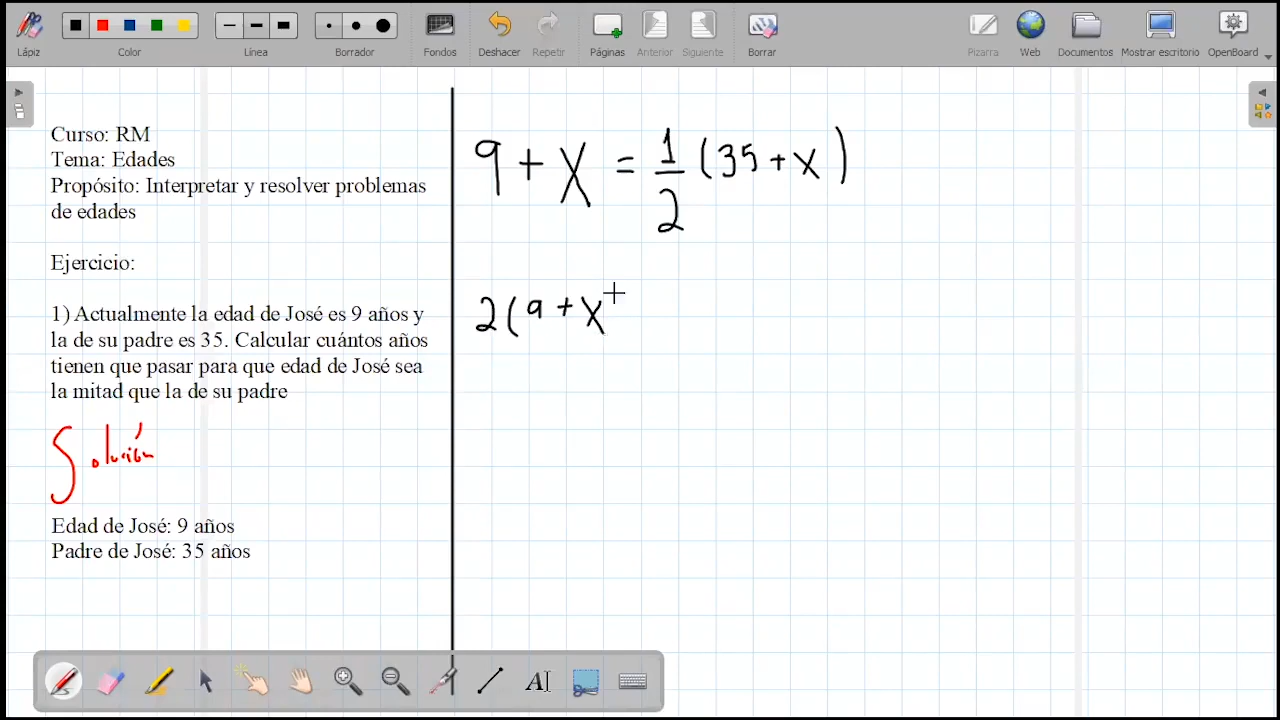 Lápiz
Color
Línea
Borrador
Fondos
Deshacer
Repetir
Páginas
Anterior
Siguiente
Borrar
Pizarra
Web
Documentos
Mostrar escritorio
OpenBoard
Curso: RM
Tema: Edades
Propósito: Interpretar y resolver problemas
de edades
Ejercicio:
1) Actualmente la edad de José es 9 años y
la de su padre es 35. Calcular cuántos años
tienen que pasar para que edad de José sea
la mitad que la de su padre
Solución
Edad de José: 9 años
Padre de José: 35 años
9 + X = 1/2 (35 + X)
2(9 + X